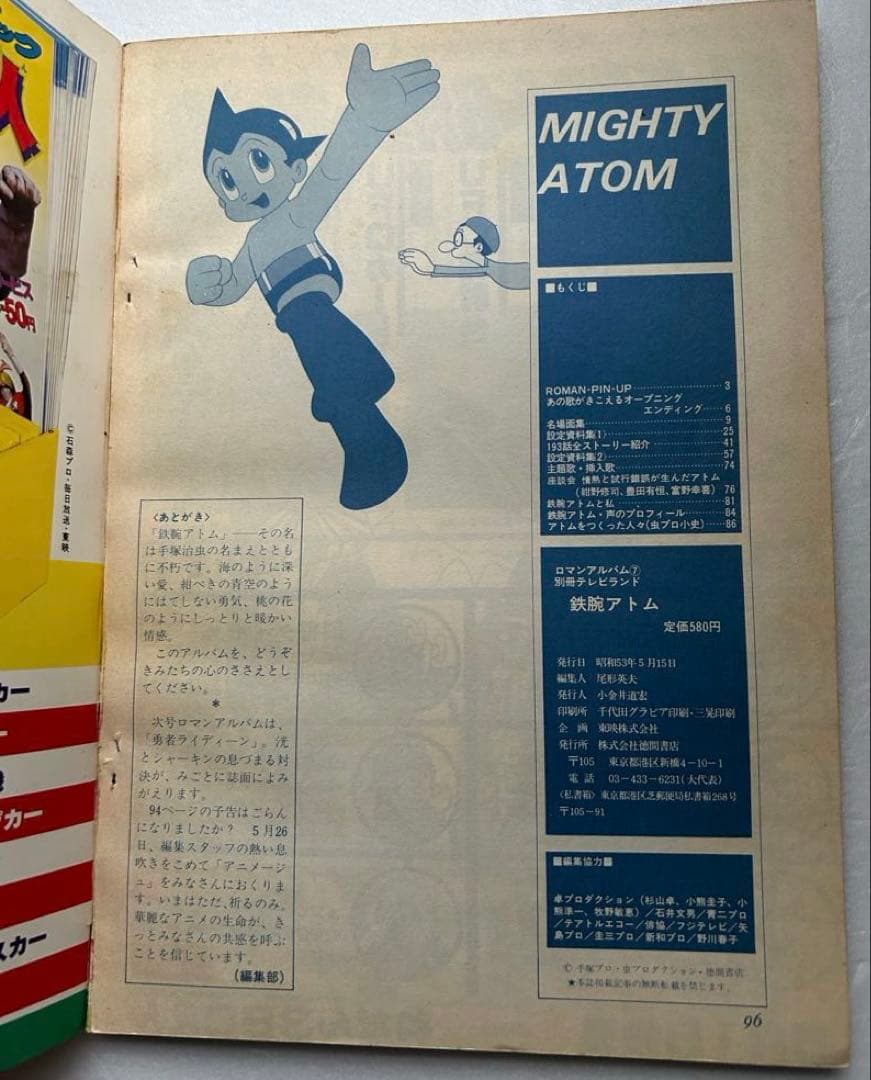 50円
©石森プロ・毎日放送・東映
カー
カー
スカー
MIGHTY
ATOM
■もくじ■
ROMAN-PIN-UP 3
あの歌がきこえるオープニング
エンディング 6
名場面集 9
設定資料集(1) 25
193話全ストーリー紹介 41
設定資料集(2) 57
主題歌・挿入歌 74
座談会 情熱と試行錯誤が生んだアトム
(紺野修司、豊田有恒、富野幸喜) 76
鉄腕アトムと私 81
鉄腕アトム・声のプロフィール 84
アトムをつくった人々(虫プロ小史) 86
〈あとがき〉
「鉄腕アトム」――その名
は手塚治虫の名まえととも
に不朽です。海のように深
い愛、紺べきの青空のよう
にはてしない勇気、桃の花
のようにしっとりと暖かい
情感。
このアルバムを、どうぞ
きみたちの心のささえとし
てください。
*
次号ロマンアルバムは、
「勇者ライディーン」。洸
とシャーキンの息づまる対
決が、みごとに誌面によみ
がえります。
94ページの予告はごらん
になりましたか? 5月26
日、編集スタッフの熱い息
吹きをこめて「アニメージ
ュ」をみなさんにおくりま
す。いまはただ、祈るのみ。
華麗なアニメの生命が、き
っとみなさんの共感を呼ぶ
ことを信じています。
(編集部)
ロマンアルバム⑦
別冊テレビランド
鉄腕アトム
定価580円
発行日 昭和53年5月15日
編集人 尾形英夫
発行人 小金井道宏
印刷所 千代田グラビア印刷・三晃印刷
企画 東映株式会社
発行所 株式会社徳間書店
〒105 東京都港区新橋4-10-1
電話 03-433-6231(大代表)
〈私書箱〉東京都港区芝郵便局私書箱268号
〒105-91
■編集協力■
卓プロダクション(杉山卓、小熊圭子、小
熊準一、牧野敏恵)/石井文男/青二プロ
/テアトルエコー/俳協/フジテレビ/矢
島プロ/圭三プロ/新和プロ/野川春子
©手塚プロ・虫プロダクション・徳間書店
★本誌掲載記事の無断転載を禁じます。
96